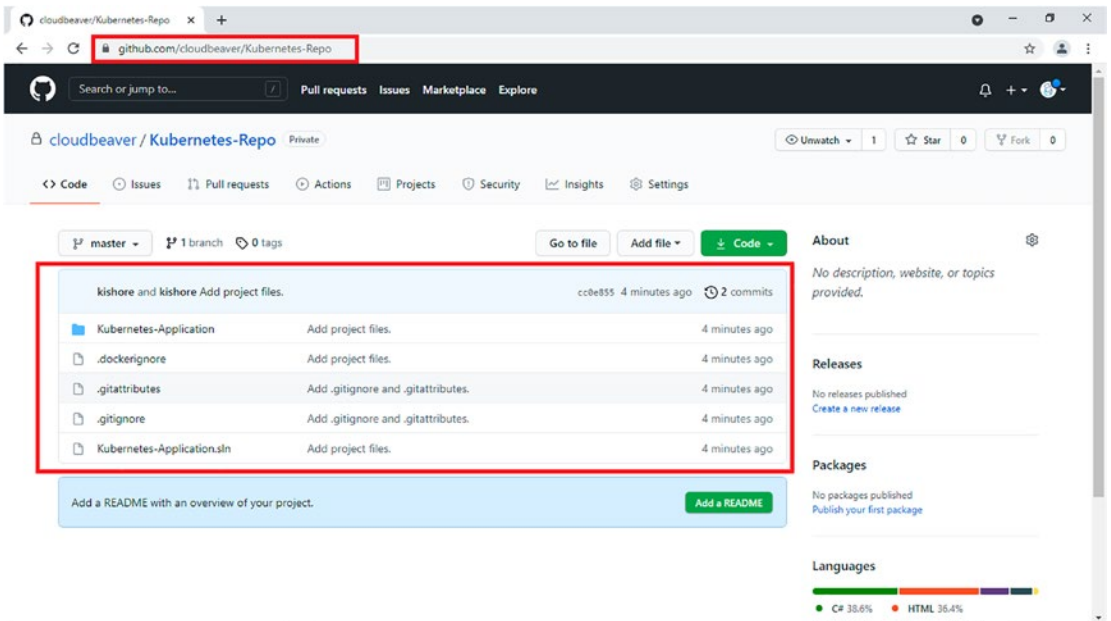 cloudbeaver/Kubernetes-Repo
github.com/cloudbeaver/Kubernetes-Repo
Search or jump to... / Pull requests Issues Marketplace Explore
cloudbeaver / Kubernetes-Repo Private
Unwatch 1 Star 0 Fork 0
<> Code Issues Pull requests Actions Projects Security Insights Settings
master 1 branch 0 tags Go to file Add file Code
kishore and kishore Add project files. cc0e855 4 minutes ago 2 commits
Kubernetes-Application Add project files. 4 minutes ago
.dockerignore Add project files. 4 minutes ago
.gitattributes Add .gitignore and .gitattributes. 4 minutes ago
.gitignore Add .gitignore and .gitattributes. 4 minutes ago
Kubernetes-Application.sln Add project files. 4 minutes ago
Add a README with an overview of your project. Add a README
About
No description, website, or topics
provided.
Releases
No releases published
Create a new release
Packages
No packages published
Publish your first package
Languages
C# 38.6% HTML 36.4%